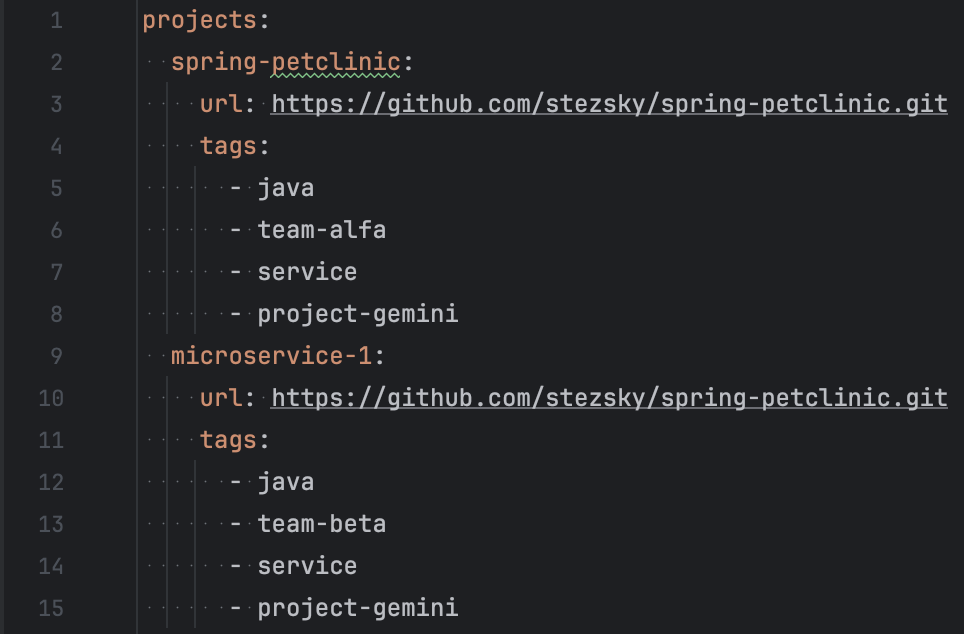 1 projects:
2   spring-petclinic:
3     url: https://github.com/stezsky/spring-petclinic.git
4     tags:
5       - java
6       - team-alfa
7       - service
8       - project-gemini
9   microservice-1:
10     url: https://github.com/stezsky/spring-petclinic.git
11     tags:
12       - java
13       - team-beta
14       - service
15       - project-gemini